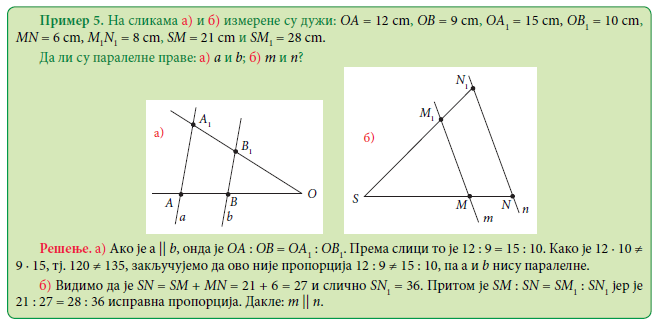 Пример 5. На сликама а) и б) измерене су дужи: OA = 12 cm, OB = 9 cm, OA₁ = 15 cm, OB₁ = 10 cm,
MN = 6 cm, M₁N₁ = 8 cm, SM = 21 cm и SM₁ = 28 cm.
Да ли су паралелне праве: а) a и b; б) m и n?
а)
A₁
B₁
A
B
O
a
b
б)
N₁
M₁
S
M
N
m
n
Решење. а) Ако је a || b, онда је OA : OB = OA₁ : OB₁. Према слици то је 12 : 9 = 15 : 10. Како је 12 · 10 ≠
9 · 15, тј. 120 ≠ 135, закључујемо да ово није пропорција 12 : 9 ≠ 15 : 10, па a и b нису паралелне.
б) Видимо да је SN = SM + MN = 21 + 6 = 27 и слично SN₁ = 36. Притом је SM : SN = SM₁ : SN₁ јер је
21 : 27 = 28 : 36 исправна пропорција. Дакле: m || n.